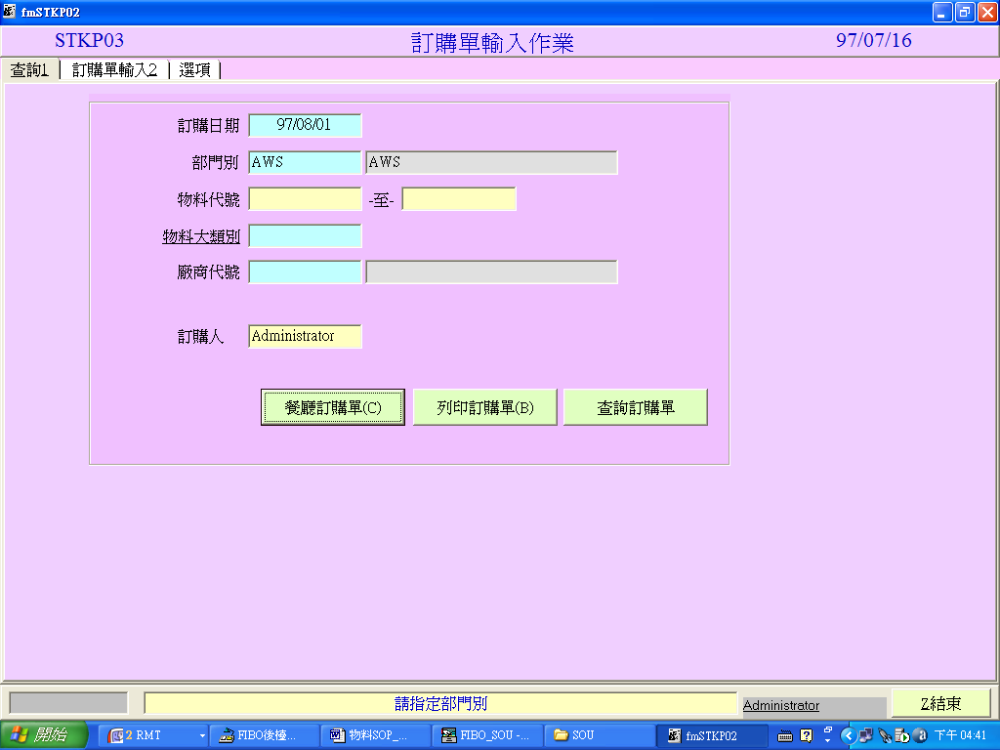 fmSTKP02
STKP03 訂購單輸入作業 97/07/16
查詢1 訂購單輸入2 選項
訂購日期 97/08/01
部門別 AWS AWS
物料代號 -至-
物料大類別
廠商代號
訂購人 Administrator
餐廳訂購單(C) 列印訂購單(B) 查詢訂購單
請指定部門別 Administrator Z結束
開始 2 RMT FIBO後檯... 物料SOP_... FIBO_SOU -... SOU fmSTKP02 下午 04:41